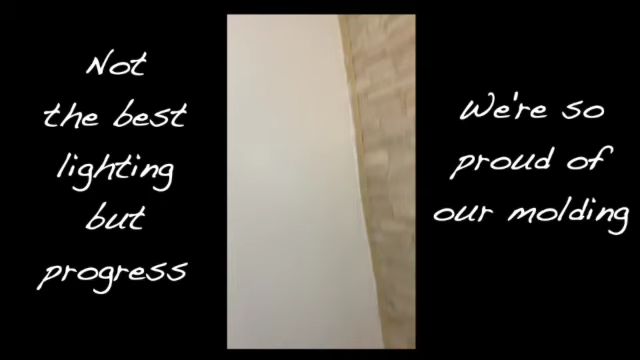 Not
the best
lighting
but
progress
We're so
proud of
our molding